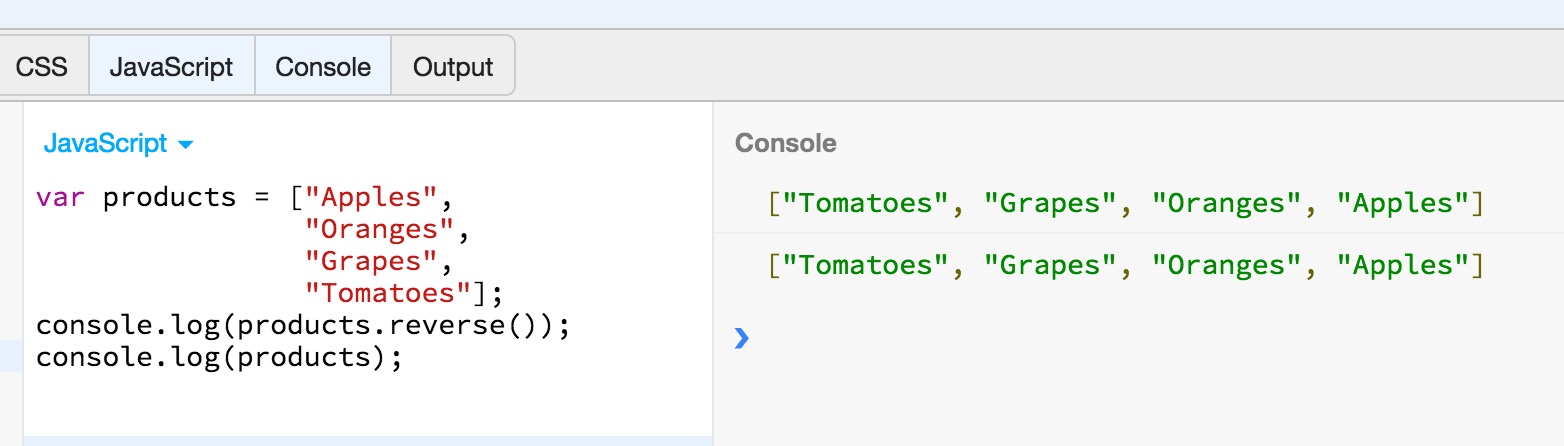 CSS JavaScript Console Output
JavaScript
var products = ["Apples",
"Oranges",
"Grapes",
"Tomatoes"];
console.log(products.reverse());
console.log(products);
Console
["Tomatoes", "Grapes", "Oranges", "Apples"]
["Tomatoes", "Grapes", "Oranges", "Apples"]